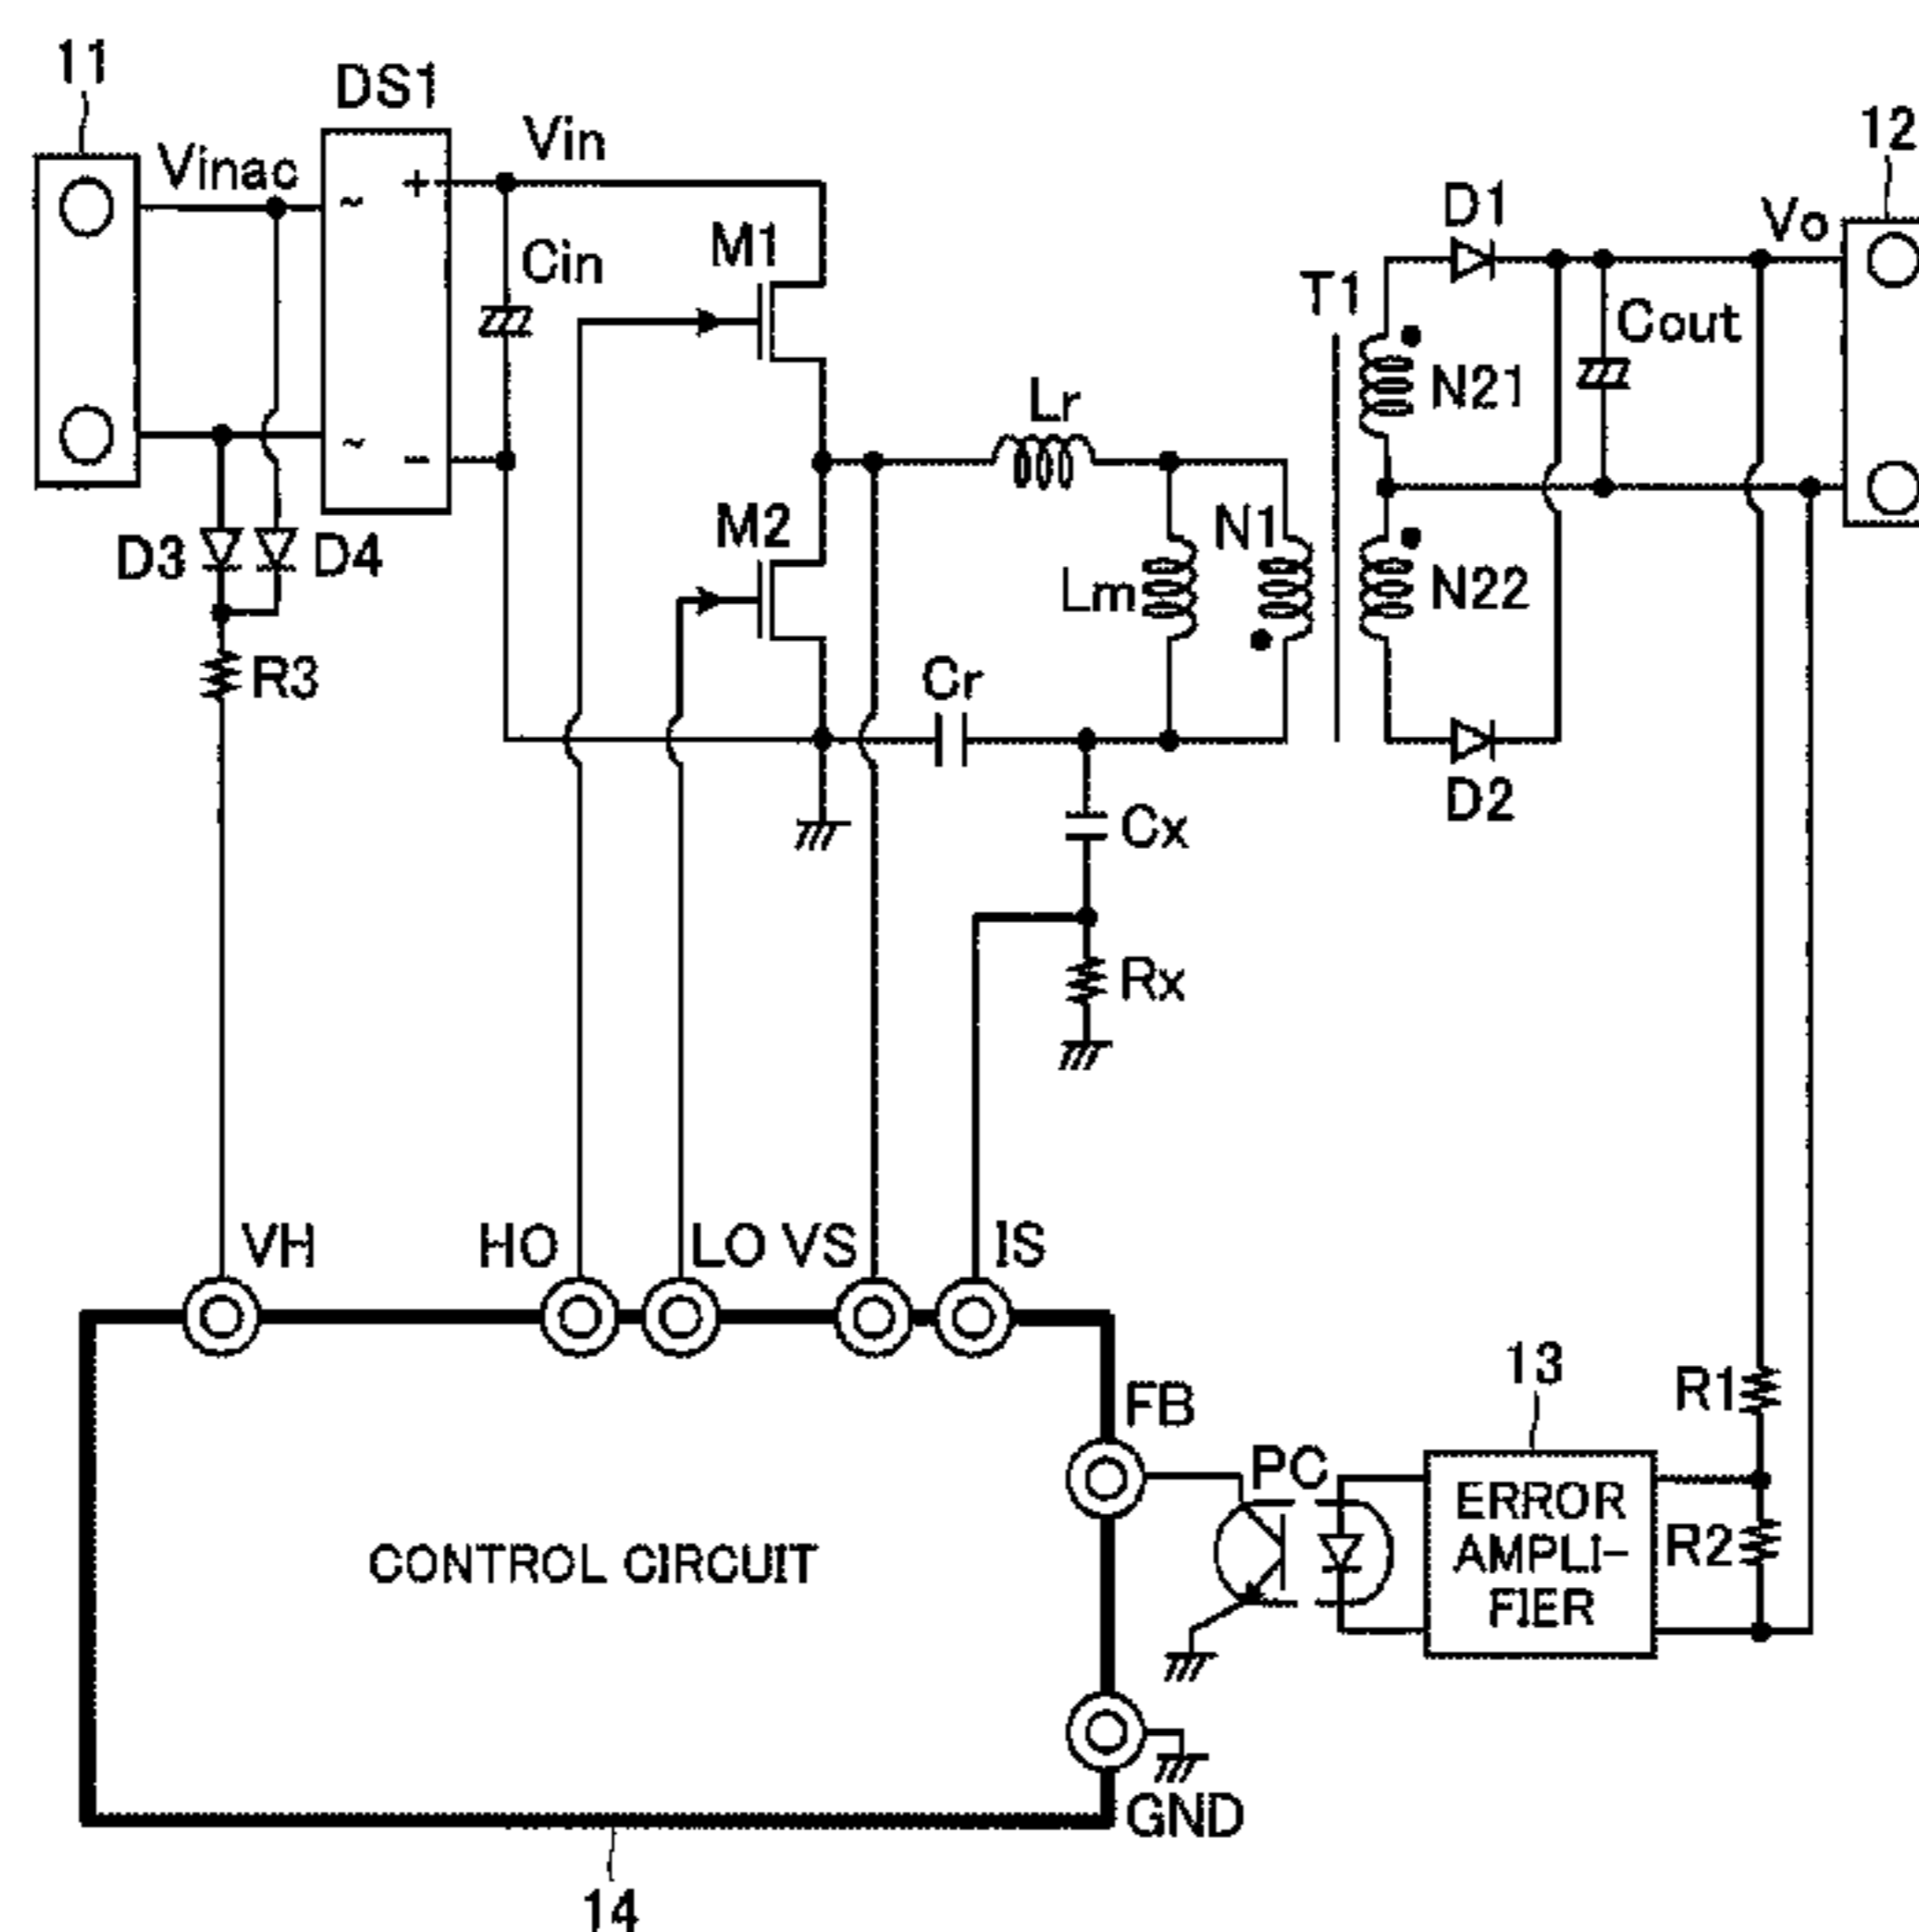 11
DS1
Vinac
Vin
12
~
+
D1
Vo
M1
Cin
T1
Cout
N21
Lr
~
-
M2
N1
D3
D4
Lm
N22
R3
Cr
D2
Cx
Rx
VH
HO
LO
VS
IS
13
R1
FB
PC
ERROR
AMPLI-
FIER
R2
CONTROL CIRCUIT
GND
14